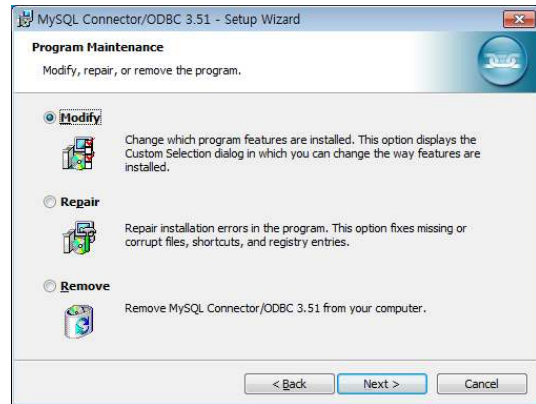 MySQL Connector/ODBC 3.51 - Setup Wizard
Program Maintenance
Modify, repair, or remove the program.
Modify
Change which program features are installed. This option displays the
Custom Selection dialog in which you can change the way features are
installed.
Repair
Repair installation errors in the program. This option fixes missing or
corrupt files, shortcuts, and registry entries.
Remove
Remove MySQL Connector/ODBC 3.51 from your computer.
< Back Next > Cancel